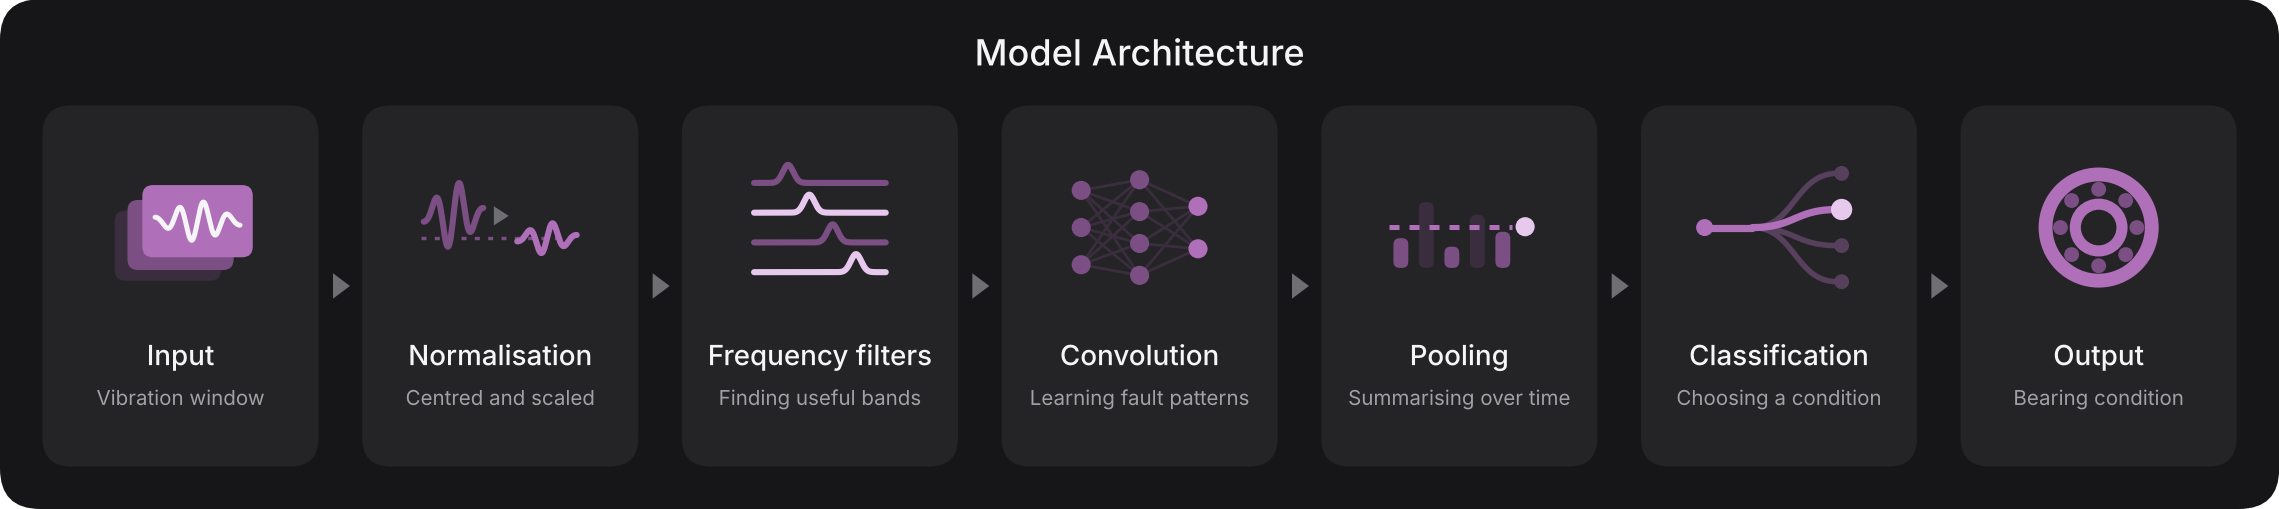 Model Architecture
Input
Vibration window
Normalisation
Centred and scaled
Frequency filters
Finding useful bands
Convolution
Learning fault patterns
Pooling
Summarising over time
Classification
Choosing a condition
Output
Bearing condition